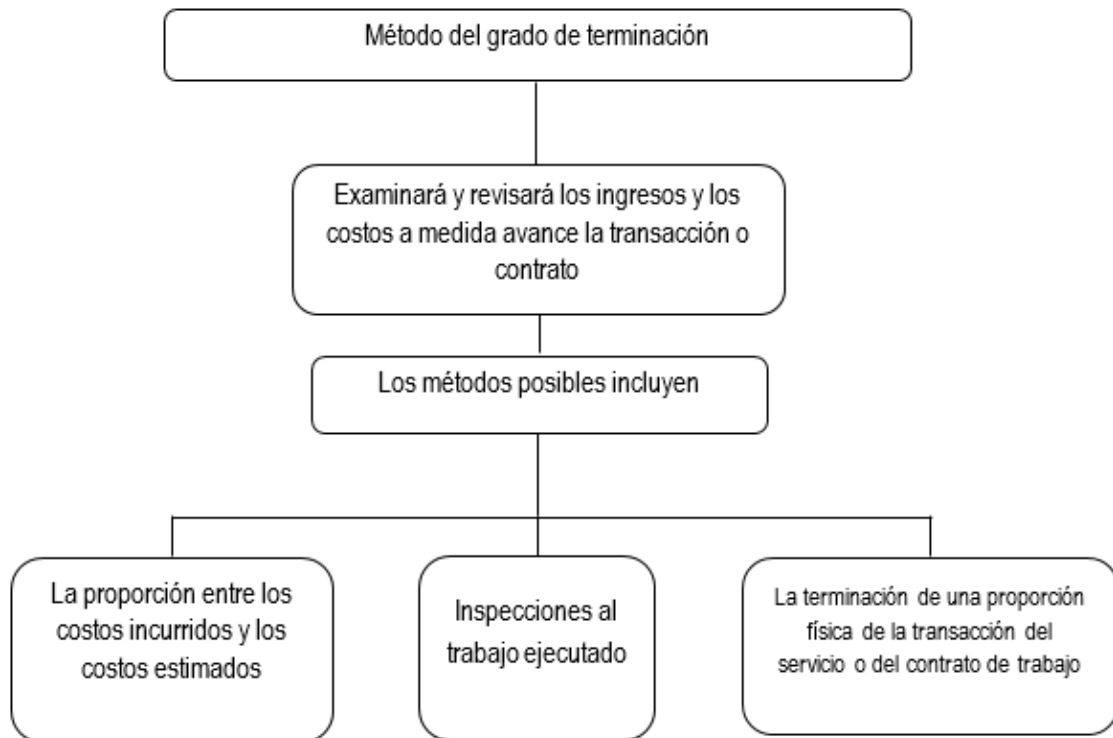 Método del grado de terminación
Examinará y revisará los ingresos y los
costos a medida avance la transacción o
contrato
Los métodos posibles incluyen
La proporción entre los
costos incurridos y los
costos estimados
Inspecciones al
trabajo ejecutado
La terminación de una proporción
física de la transacción del
servicio o del contrato de trabajo